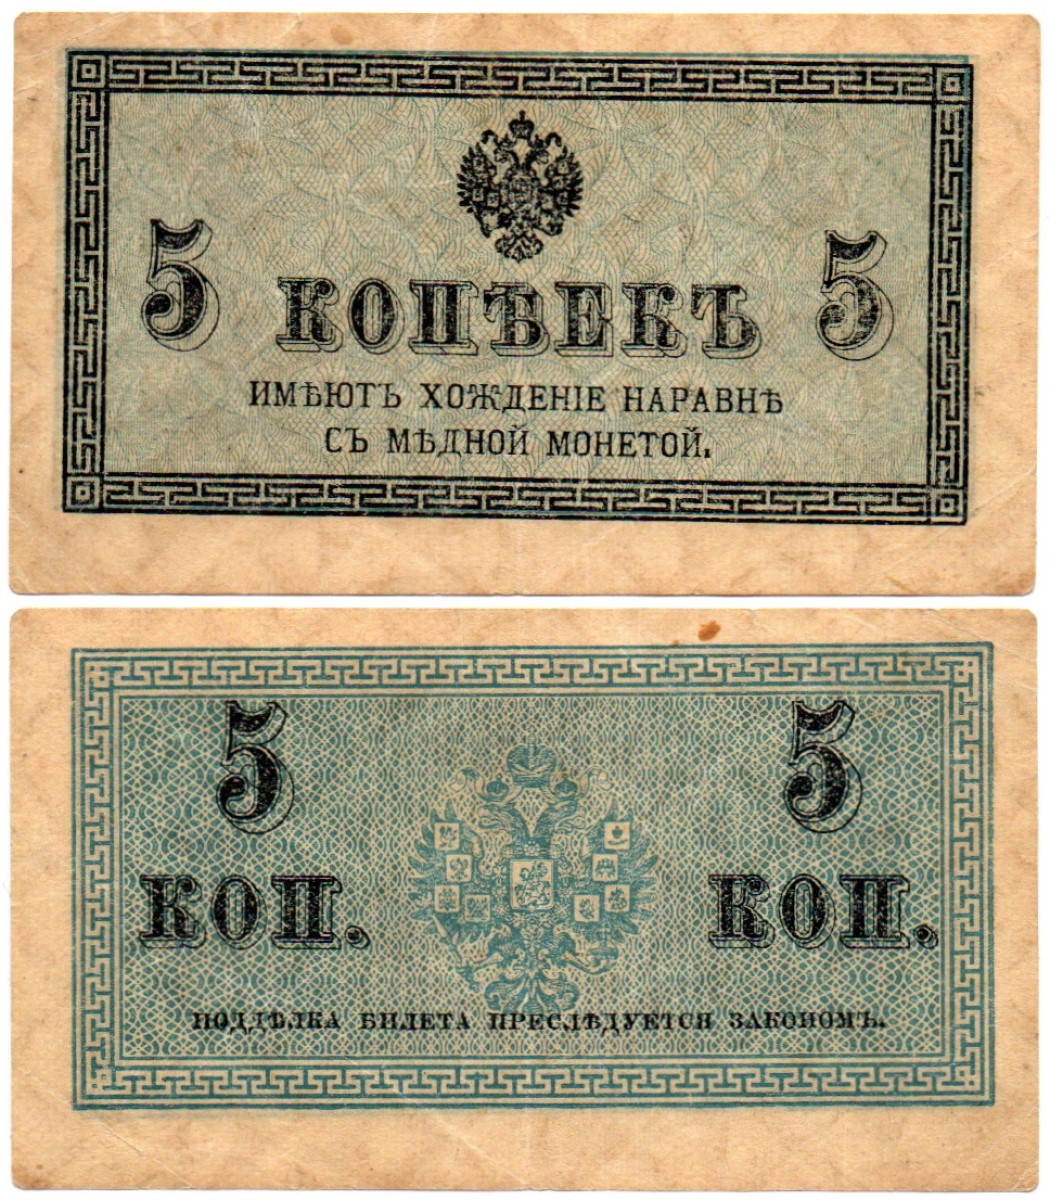 5 КОПѢЕКЪ 5
ИМѢЮТЪ ХОЖДЕНІЕ НАРАВНѢ
СЪ МѢДНОЙ МОНЕТОЙ.
5 5
КОП. КОП.
ПОДДѢЛКА БИЛЕТА ПРЕСЛѢДУЕТСЯ ЗАКОНОМЪ.